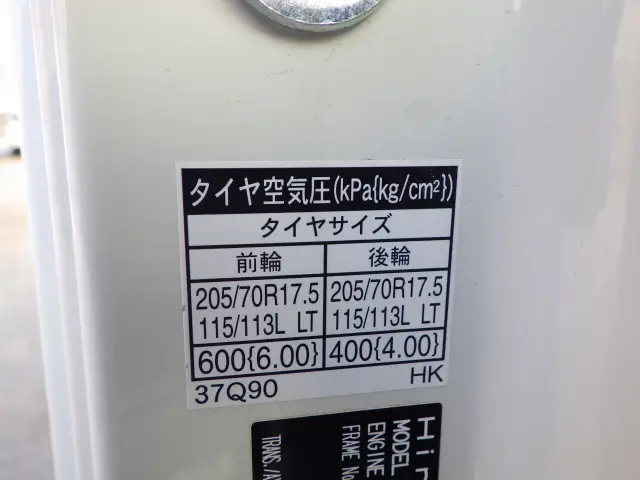 タイヤ空気圧(kPa{kg/cm²})
タイヤサイズ
前輪 後輪
205/70R17.5 205/70R17.5
115/113L LT 115/113L LT
600{6.00} 400{4.00}
37Q90 HK
MODEL
ENGINE
FRAME No
TRANS./A